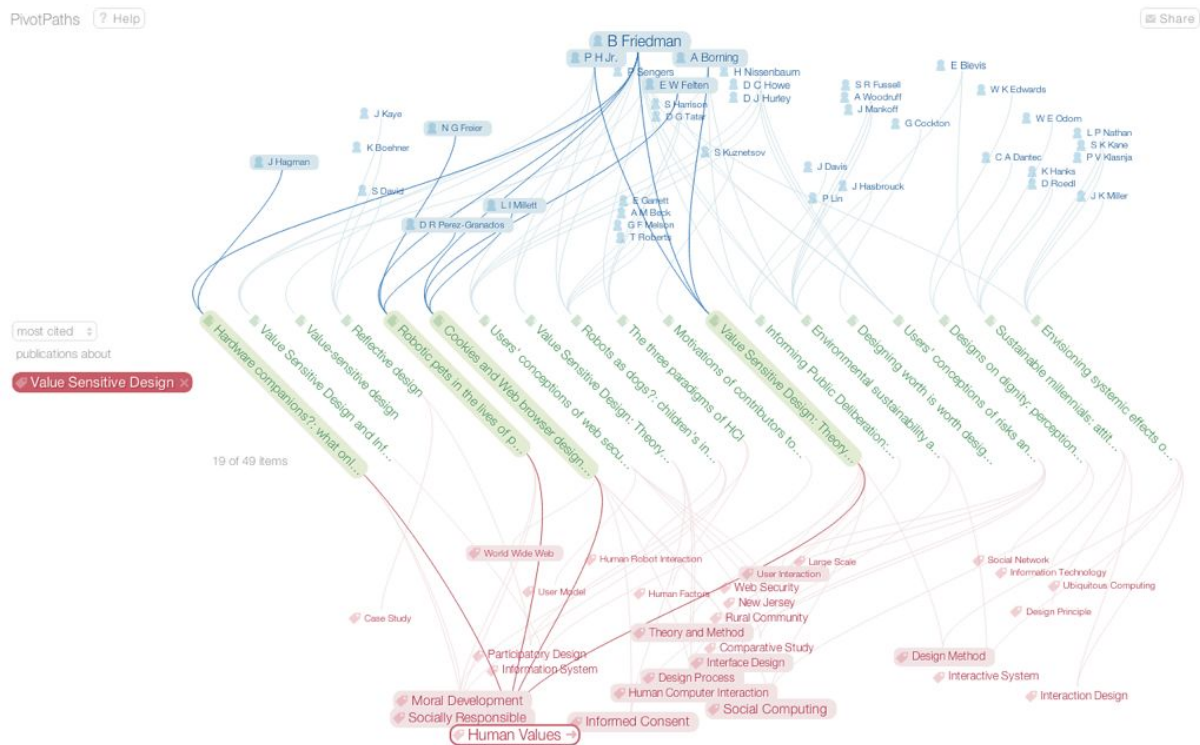 PivotPaths
? Help
Share
B Friedman
P H Jr.
A Borning
P Sengers
H Nissenbaum
E Blevis
E W Felten
D C Howe
D J Hurley
S R Fussell
A Woodruff
J Mankoff
W K Edwards
S Harrison
D G Tatar
J Kaye
N G Freier
G Cockton
W E Odom
L P Nathan
S K Kane
P V Klasnja
K Boehner
S Kuznetsov
C A Dantec
J Hagman
J Davis
K Hanks
D Roedl
S David
J Hasbrouck
P Lin
J K Miller
L I Millett
E Garrett
A M Beck
G F Melson
T Roberts
D R Perez-Granados
most cited
publications about
Value Sensitive Design ×
19 of 49 items
Hardware companions?: what onl...
Value Sensitive Design and Inf...
Value-sensitive design
Reflective design
Robotic pets in the lives of p...
Cookies and Web browser design...
Users' conceptions of web secu...
Value Sensitive Design: Theory...
Robots as dogs?: children's in...
The three paradigms of HCI
Motivations of contributors to...
Value Sensitive Design: Theory...
Informing Public Deliberation:...
Environmental sustainability a...
Designing worth is worth desig...
Users' conceptions of risks an...
Designs on dignity: perception...
Sustainable millennials: attit...
Envisioning systemic effects o...
World Wide Web
Human Robot Interaction
Large Scale
Social Network
User Interaction
Information Technology
Web Security
Ubiquitous Computing
User Model
Human Factors
New Jersey
Case Study
Rural Community
Design Principle
Theory and Method
Comparative Study
Participatory Design
Interface Design
Design Method
Information System
Design Process
Interactive System
Human Computer Interaction
Interaction Design
Moral Development
Social Computing
Socially Responsible
Informed Consent
Human Values →